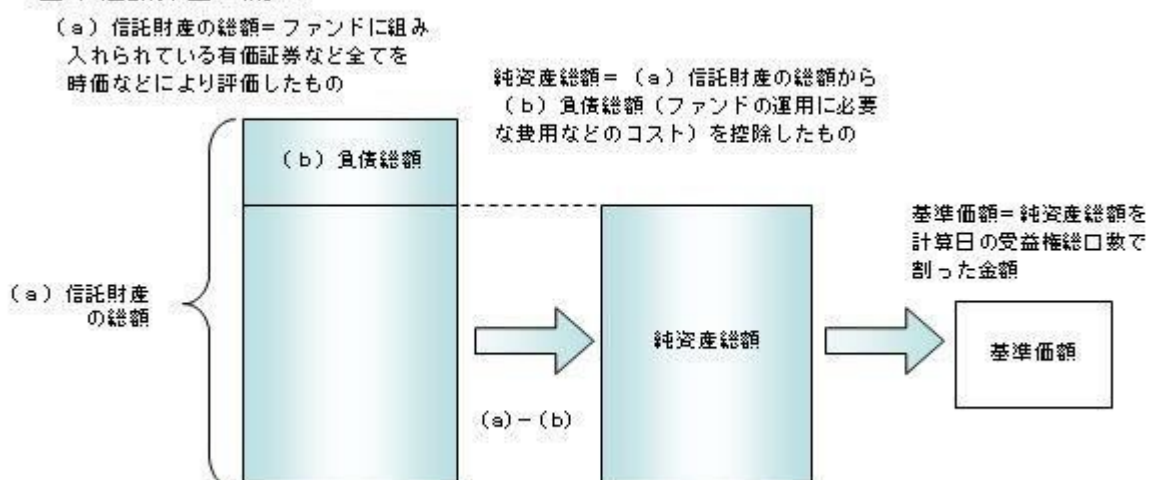 (a)信託財産の総額=ファンドに組み
入れられている有価証券など全てを
時価などにより評価したもの
純資産総額=(a)信託財産の総額から
(b)負債総額(ファンドの運用に必要
な費用などのコスト)を控除したもの
(b)負債総額
基準価額=純資産総額を
計算日の受益権総口数で
割った金額
(a)信託財産
の総額
純資産総額
基準価額
(a)-(b)